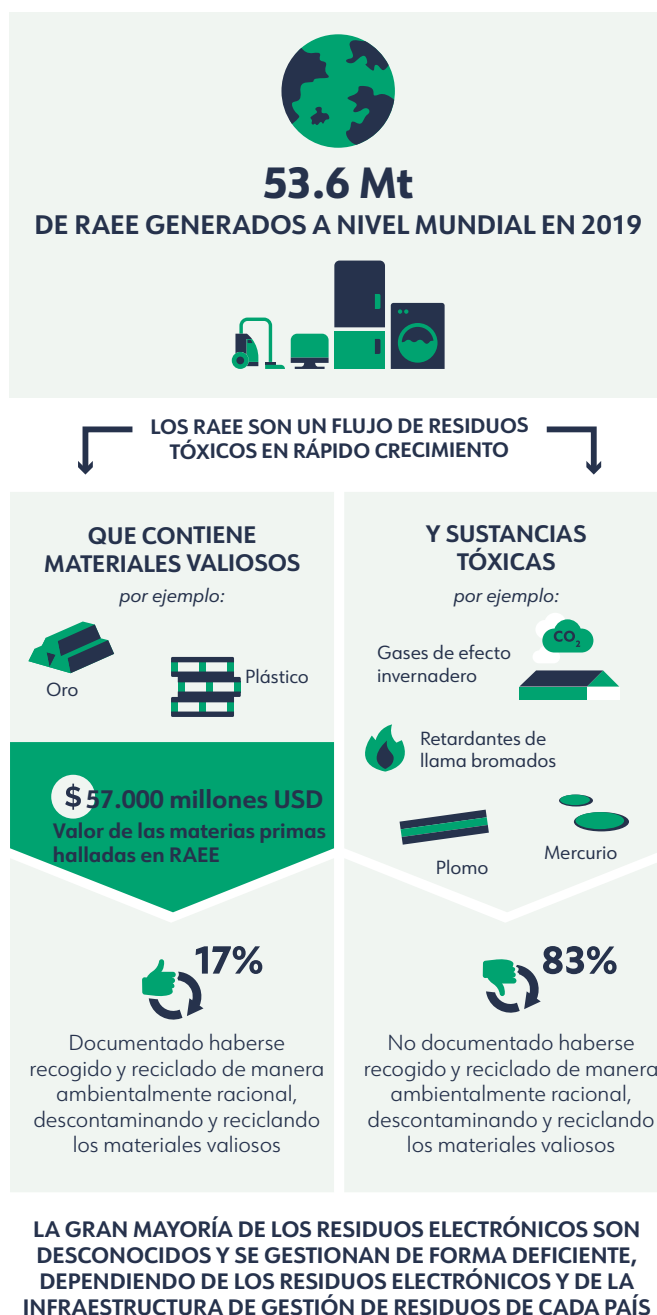 53.6 Mt
DE RAEE GENERADOS A NIVEL MUNDIAL EN 2019
LOS RAEE SON UN FLUJO DE RESIDUOS
TÓXICOS EN RÁPIDO CRECIMIENTO
QUE CONTIENE
MATERIALES VALIOSOS
por ejemplo:
Oro
Plástico
$ 57.000 millones USD
Valor de las materias primas
halladas en RAEE
17%
Documentado haberse
recogido y reciclado de manera
ambientalmente racional,
descontaminando y reciclando
los materiales valiosos
Y SUSTANCIAS
TÓXICAS
por ejemplo:
CO2
Gases de efecto
invernadero
Retardantes de
llama bromados
Plomo
Mercurio
83%
No documentado haberse
recogido y reciclado de manera
ambientalmente racional,
descontaminando y reciclando
los materiales valiosos
LA GRAN MAYORÍA DE LOS RESIDUOS ELECTRÓNICOS SON
DESCONOCIDOS Y SE GESTIONAN DE FORMA DEFICIENTE,
DEPENDIENDO DE LOS RESIDUOS ELECTRÓNICOS Y DE LA
INFRAESTRUCTURA DE GESTIÓN DE RESIDUOS DE CADA PAÍS